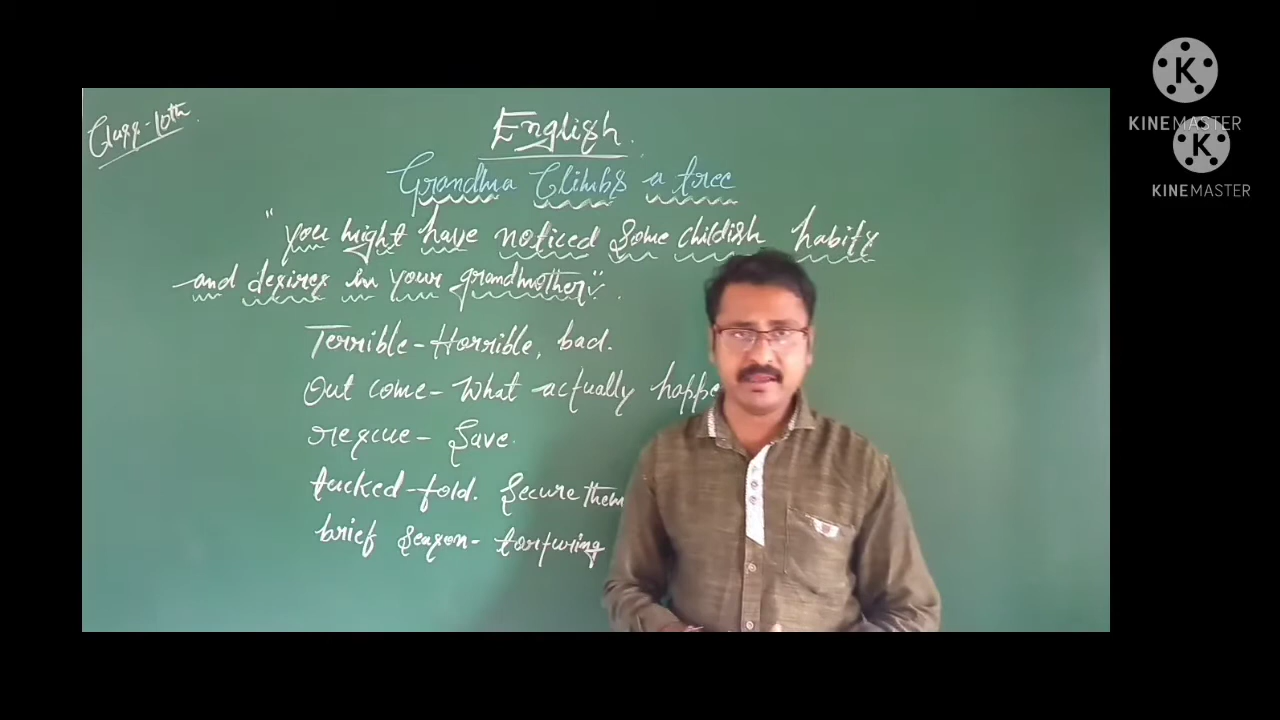 Class-10th.
English.
Grandma Climbs a tree
"you might have noticed some childish habits
and desires in your grandmother".
Terrible-Horrible, bad.
Out come-What actually happe
rescue-Save.
tucked-fold. Secure them
brief season-torturing
KINEMASTER
KINEMASTER